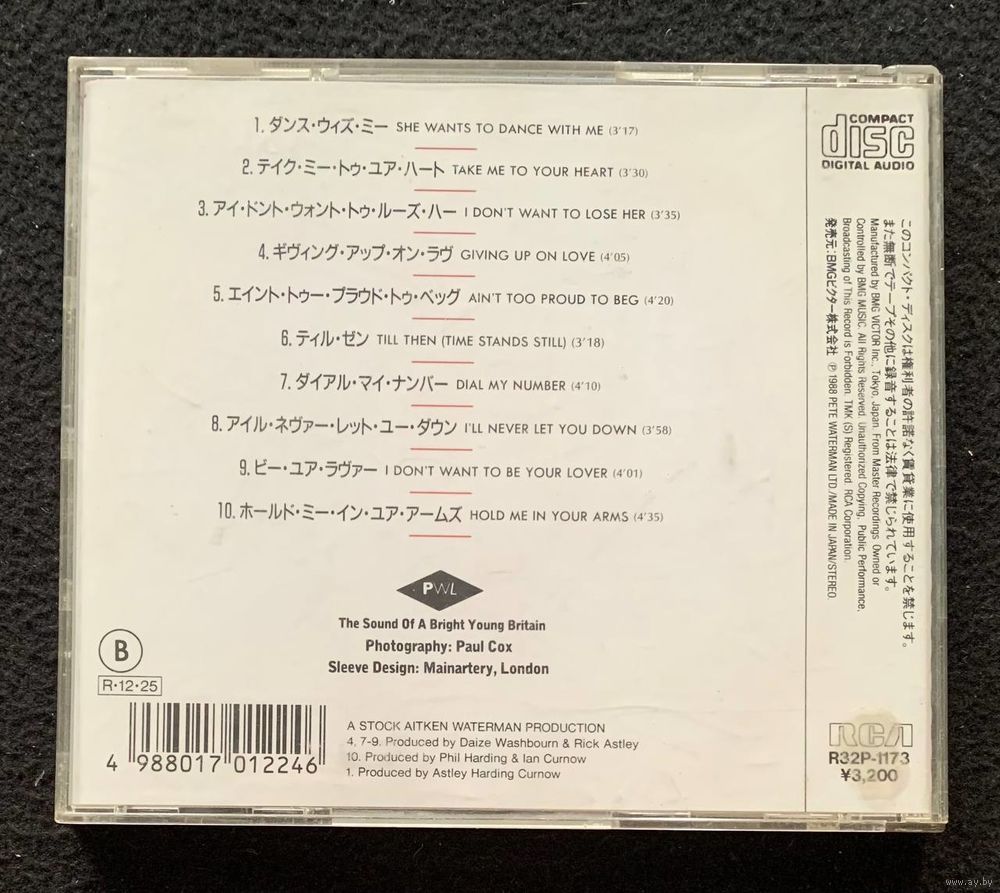 1. ダンス・ウィズ・ミー SHE WANTS TO DANCE WITH ME (3'17)
2. テイク・ミー・トゥ・ユア・ハート TAKE ME TO YOUR HEART (3'30)
3. アイ・ドント・ウォント・トゥ・ルーズ・ハー I DON'T WANT TO LOSE HER (3'35)
4. ギヴィング・アップ・オン・ラヴ GIVING UP ON LOVE (4'05)
5. エイント・トゥー・プラウド・トゥ・ベッグ AIN'T TOO PROUD TO BEG (4'20)
6. ティル・ゼン TILL THEN (TIME STANDS STILL) (3'18)
7. ダイアル・マイ・ナンバー DIAL MY NUMBER (4'10)
8. アイル・ネヴァー・レット・ユー・ダウン I'LL NEVER LET YOU DOWN (3'58)
9. ビー・ユア・ラヴァー I DON'T WANT TO BE YOUR LOVER (4'01)
10. ホールド・ミー・イン・ユア・アームズ HOLD ME IN YOUR ARMS (4'35)
PWL
The Sound Of A Bright Young Britain
Photography: Paul Cox
Sleeve Design: Mainartery, London
B
R・12・25
4 988017 012246
A STOCK AITKEN WATERMAN PRODUCTION
4, 7-9. Produced by Daize Washbourn & Rick Astley
10. Produced by Phil Harding & Ian Curnow
1. Produced by Astley Harding Curnow
COMPACT
disc
DIGITAL AUDIO
このコンパクト・ディスクは権利者の許諾なく賃貸業に使用することを禁じます。
また無断でテープその他に録音することは法律で禁じられています。
Manufactured by BMG VICTOR Inc., Tokyo, Japan. From Master Recordings Owned or
Controlled by BMG MUSIC. All Rights Reserved. Unauthorized Copying, Public Performance,
Broadcasting of This Record is Forbidden. TMK (S) Registered. RCA Corporation.
発売元:BMGビクター株式会社 Ⓟ 1988 PETE WATERMAN LTD./MADE IN JAPAN/STEREO.
RCA
R32P-1173
¥3,200
www.ay.by